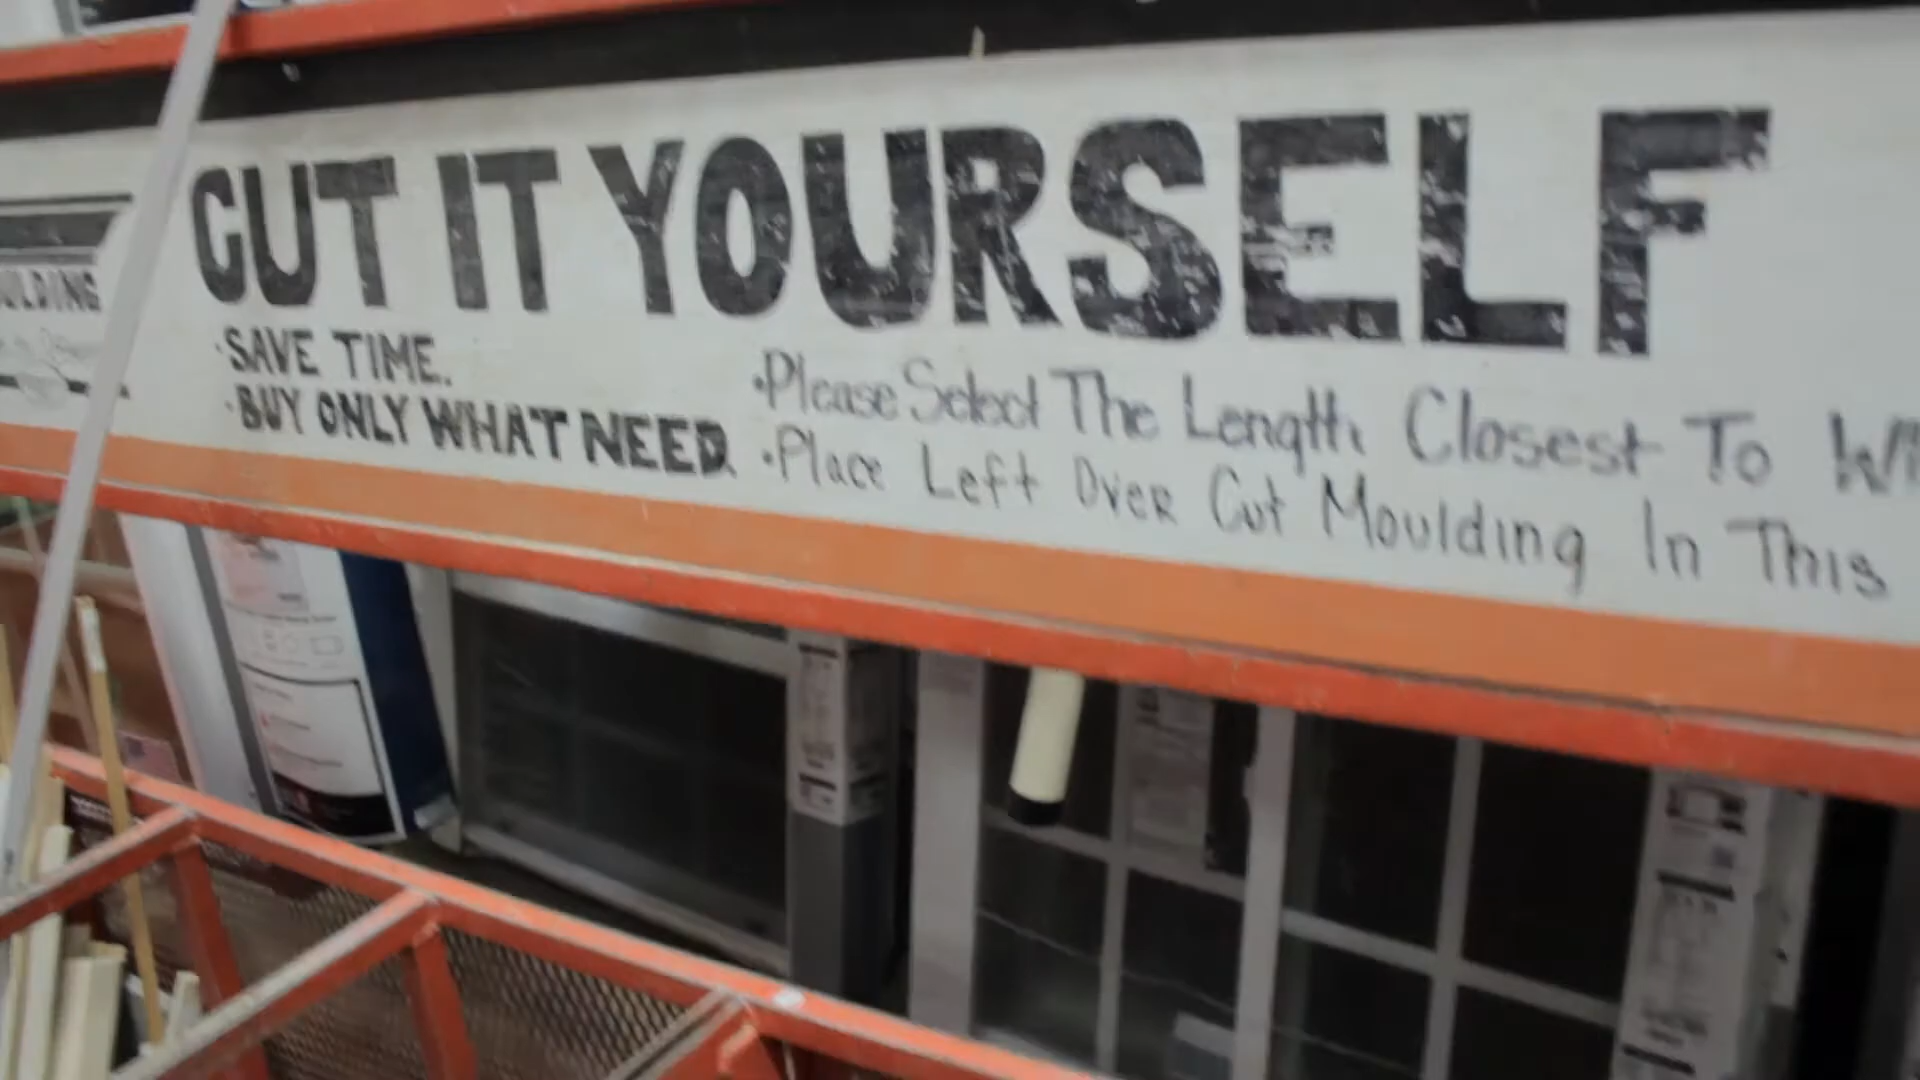 CUT IT YOURSELF
·SAVE TIME.
·BUY ONLY WHAT NEED.
·Please Select The Length Closest To
·Place Left Over Cut Moulding In This